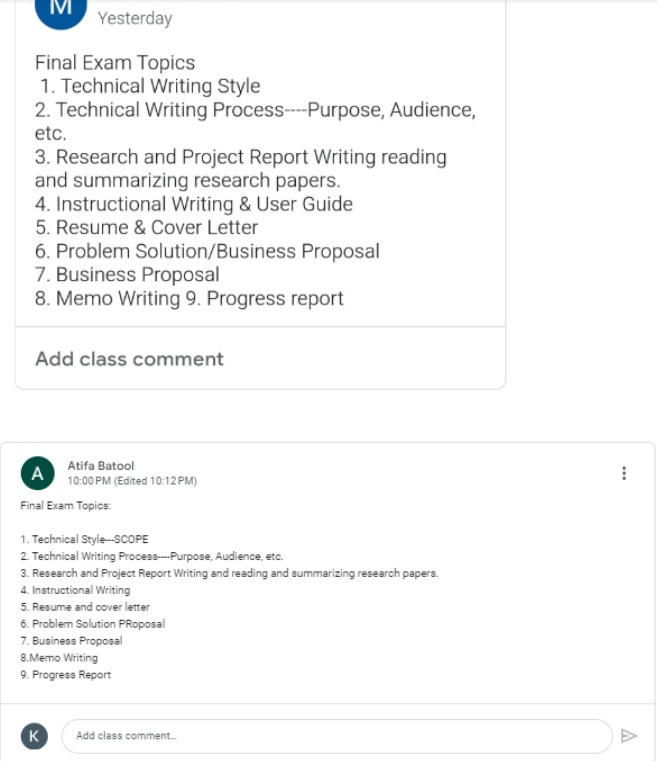 M
Yesterday
Final Exam Topics
1. Technical Writing Style
2. Technical Writing Process----Purpose, Audience,
etc.
3. Research and Project Report Writing reading
and summarizing research papers.
4. Instructional Writing & User Guide
5. Resume & Cover Letter
6. Problem Solution/Business Proposal
7. Business Proposal
8. Memo Writing 9. Progress report
Add class comment
A
Atifa Batool
10:00 PM (Edited 10:12 PM)
Final Exam Topics:
1. Technical Style---SCOPE
2. Technical Writing Process----Purpose, Audience, etc.
3. Research and Project Report Writing and reading and summarizing research papers.
4. Instructional Writing
5. Resume and cover letter
6. Problem Solution PRoposal
7. Business Proposal
8.Memo Writing
9. Progress Report
K
Add class comment...